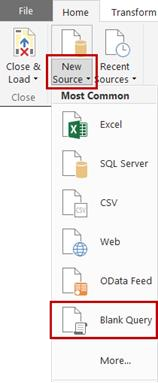 File Home Transform
Close & New Recent
Load Source Sources
Close
Most Common
Excel
SQL Server
CSV
CSV
Web
OData Feed
Blank Query
More...